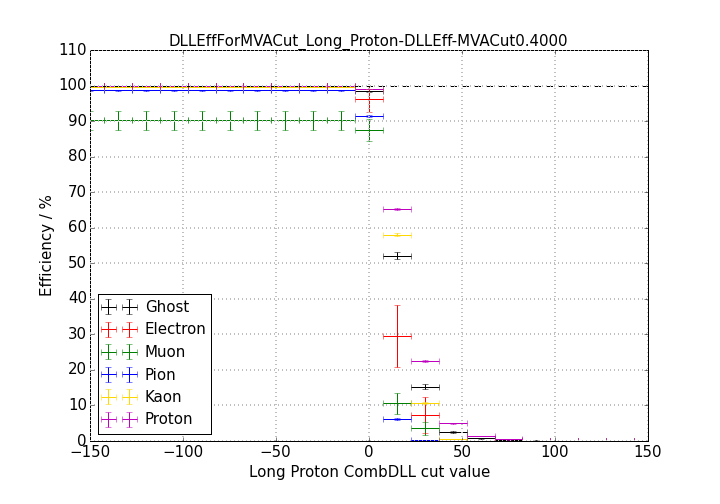 DLLEffForMVACut_Long_Proton-DLLEff-MVACut0.4000
110
100
90
80
70
60
50
40
30
20
10
0
Efficiency / %
Ghost
Electron
Muon
Pion
Kaon
Proton
−150 −100 −50 0 50 100 150
Long Proton CombDLL cut value